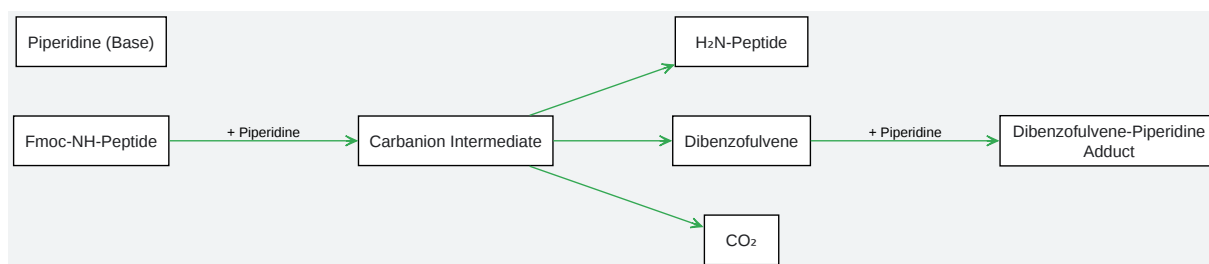 Piperidine (Base)
H₂N-Peptide
Fmoc-NH-Peptide
+ Piperidine
Carbanion Intermediate
Dibenzofulvene
+ Piperidine
Dibenzofulvene-Piperidine
Adduct
CO₂